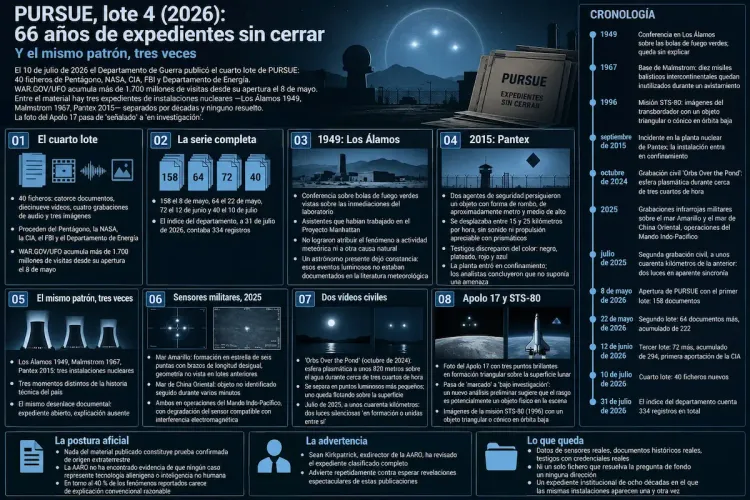 PURSUE, lote 4 (2026):
66 años de expedientes sin cerrar
Y el mismo patrón, tres veces
El 10 de julio de 2026 el Departamento de Guerra publicó el cuarto lote de PURSUE:
40 ficheros de Pentágono, NASA, CIA, FBI y Departamento de Energía.
WAR.GOV/UFO acumula más de 1.700 millones de visitas desde su apertura el 8 de mayo.
Entre el material hay tres expedientes de instalaciones nucleares —Los Álamos 1949,
Malmstrom 1967, Pantex 2015— separados por décadas y ninguno resuelto.
La foto del Apolo 17 pasa de 'señalado' a 'en investigación'.
PURSUE
EXPEDIENTES
SIN CERRAR
01 El cuarto lote
40 ficheros: catorce documentos,
diecinueve vídeos, cuatro grabaciones
de audio y tres imágenes
Proceden del Pentágono, la NASA,
la CIA, el FBI y el Departamento de Energía
WAR.GOV/UFO acumula más de 1.700
millones de visitas desde su apertura
el 8 de mayo
02 La serie completa
158 64 72 40
158 el 8 de mayo, 64 el 22 de mayo,
72 el 12 de junio y 40 el 10 de julio
El índice del departamento, a 31 de julio
de 2026, contaba 334 registros
03 1949: Los Álamos
Conferencia sobre bolas de fuego verdes
vistas sobre las inmediaciones del
laboratorio
Asistentes que habían trabajado en el
Proyecto Manhattan
No lograron atribuir el fenómeno a actividad
meteórica ni a otra causa natural
Un astrónomo presente dejó constancia:
esos eventos luminosos no estaban
documentados en la literatura meteorológica
04 2015: Pantex
Dos agentes de seguridad persiguieron
un objeto con forma de rombo, de
aproximadamente metro y medio de alto
Se desplazaba entre 15 y 25 kilómetros
por hora, sin sonido ni propulsión
apreciable con prismáticos
Testigos discreparon del color: negro,
plateado, rojo y azul
La planta entró en confinamiento;
los analistas concluyeron que no suponía
una amenaza
05 El mismo patrón, tres veces
Los Álamos 1949, Malmstrom 1967,
Pantex 2015: tres instalaciones nucleares
Tres momentos distintos de la historia
técnica del país
El mismo desenlace documental:
expediente abierto, explicación ausente
06 Sensores militares, 2025
Mar Amarillo: formación en estrella de seis
puntas con brazos de longitud desigual,
geometría no vista en lotes anteriores
Mar de China Oriental: objeto no identificado
seguido durante varios minutos
Ambos en operaciones del Mando Indo-Pacífico,
con degradación del sensor compatible con
interferencia electromagnética
07 Dos vídeos civiles
'Orbs Over the Pond' (octubre de 2024):
esfera plasmática a unos 820 metros
sobre el agua durante cerca de tres cuartos
de hora
Se separa en puntos luminosos más pequeños;
uno queda flotando sobre la superficie
Julio de 2025, a unos cuarenta kilómetros:
dos luces silenciosas 'en formación o unidas
entre sí'
08 Apolo 17 y STS-80
Foto del Apolo 17 con tres puntos brillantes
en formación triangular sobre la superficie
lunar
Pasa de 'marcado' a 'bajo investigación':
un nuevo análisis preliminar sugiere que el rasgo
es potencialmente un objeto físico en la escena
Imágenes de la misión STS-80 (1996) con un
objeto triangular o cónico en órbita baja
CRONOLOGÍA
1949 Conferencia en Los Álamos
sobre las bolas de fuego verdes;
queda sin explicar
1967 Base de Malmstrom: diez misiles
balísticos intercontinentales quedan
inutilizados durante un avistamiento
1996 Misión STS-80: imágenes del
transbordador con un objeto
triangular o cónico en órbita baja
septiembre de 2015 Incidente en la planta nuclear
de Pantex; la instalación entra
en confinamiento
octubre de 2024 Grabación civil 'Orbs Over the Pond':
esfera plasmática durante cerca
de tres cuartos de hora
2025 Grabaciones infrarrojas militares
sobre el mar Amarillo y el mar de
China Oriental, operaciones del
Mando Indo-Pacífico
julio de 2025 Segunda grabación civil, a unos
cuarenta kilómetros de la anterior:
dos luces en aparente sincronía
8 de mayo de 2026 Apertura de PURSUE con el primer
lote: 158 documentos
22 de mayo de 2026 Segundo lote: 64 documentos más,
acumulado de 222
12 de junio de 2026 Tercer lote: 72 más, acumulado
de 294, primera aportación de la CIA
10 de julio de 2026 Cuarto lote: 40 ficheros nuevos
31 de julio de 2026 El índice del departamento cuenta
334 registros en total
La postura aficial
Nada del material publicado constituye prueba confirmada
de origen extraterrestre
La AARO no ha encontrado evidencia de que ningún caso
represente tecnología alienígena o inteligencia no humana
En torno al 40 % de los fenómenos reportados carece
de explicación convencional razonable
La advertencia
Sean Kirkpatrick, exdirector de la AARO, ha revisado
el expediente clasificado completo
Advierte repetidamente contra esperar revelaciones
espectaculares de estas publicaciones
Lo que queda
Datos de sensores reales, documentos históricos reales,
testigos con credenciales reales
Ni un solo fichero que resuelva la pregunta de fondo
en ninguna dirección
Un expediente institucional de ocho décadas en el que
las mismas instalaciones aparecen una y otra vez